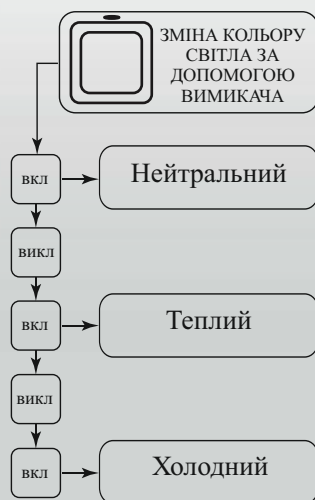 ЗМІНА КОЛЬОРУ
СВІТЛА ЗА
ДОПОМОГОЮ
ВИМИКАЧА
ВКЛ
Нейтральний
ВИКЛ
ВКЛ
Теплий
ВИКЛ
ВКЛ
Холодний